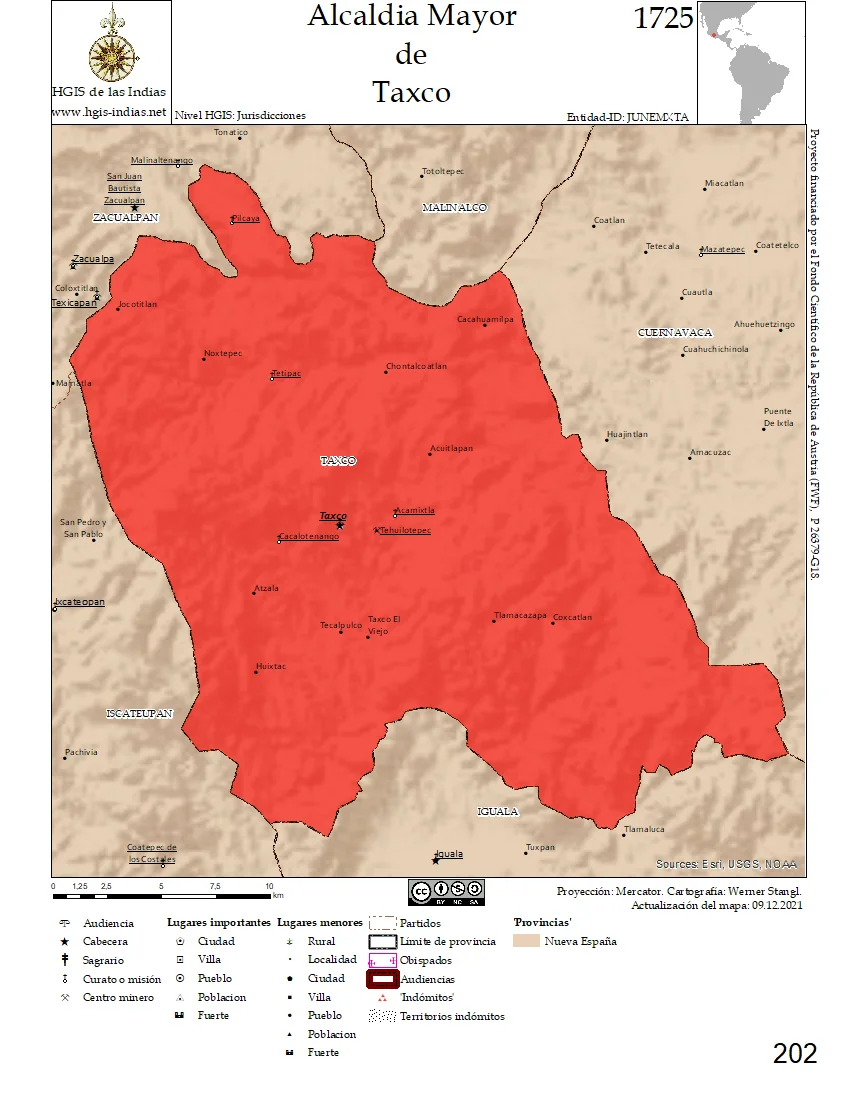 Alcaldia Mayor
de
Taxco
1725
HGIS de las Indias
www.hgis-indias.net
Nivel HGIS: Jurisdicciones
Entidad-ID: JUNEMXTA
Proyecto financiado por el Fondo Científico de la República de Austria (FWF), P 26379-G18.
Tonatico
Malinaltenango
Totoltepec
San Juan
Bautista
Zacualpan
Miacatlan
ZACUALPAN
MALINALCO
Pilcaya
Coatlan
Tetecala
Mazatepec
Coatetelco
Zacualpa
Coloxtitlan
Texicapan
Jocotitlan
Cuautla
Cacahuamilpa
Ahuehuetzingo
CUERNAVACA
Noxtepec
Cuahuchichinola
Tetipac
Chontalcoatlan
Mamatla
Puente
De Ixtla
Huajintlan
Acuitlapan
Amacuzac
TAXCO
Taxco
Acamixtla
San Pedro y
San Pablo
Cacalotenango
Tehuilotepec
Atzala
Ixcateopan
Tecalpulco
Taxco El
Viejo
Tlamacazapa
Coxcatlan
Huixtac
ISCATEUPAN
Pachivia
IGUALA
Tlamaluca
Coatepec de
los Costales
Iguala
Tuxpan
Sources: Esri, USGS, NOAA
0 1,25 2,5 5 7,5 10
km
CC BY NC SA
Proyección: Mercator. Cartografía: Werner Stangl.
Actualización del mapa: 09.12.2021
Audiencia
Cabecera
Sagrario
Curato o misión
Centro minero
Lugares importantes
Ciudad
Villa
Pueblo
Poblacion
Fuerte
Lugares menores
Rural
Localidad
Ciudad
Villa
Pueblo
Poblacion
Fuerte
Partidos
Límite de provincia
Obispados
Audiencias
'Indómitos'
Territorios indómitos
'Provincias'
Nueva España
202